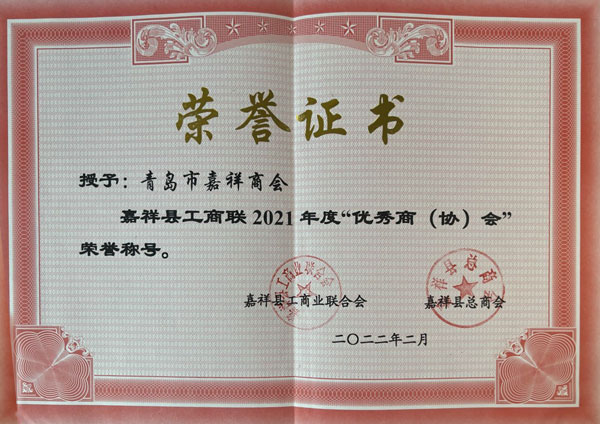 荣誉证书
授予：青岛市嘉祥商会
嘉祥县工商联2021年度“优秀商（协）会”
荣誉称号。
嘉祥县工商业联合会 嘉祥县总商会
二〇二二年二月